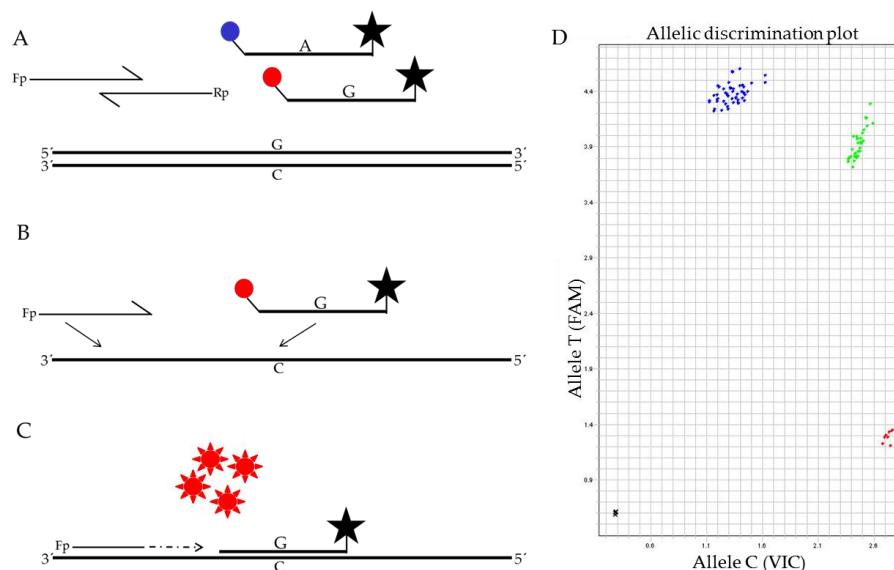 A
A
Fp
G
Rp
G
5´ 3´
3´ 5´
C
B
G
Fp
3´ 5´
C
C
G
Fp
3´ 5´
C
D
Allelic discrimination plot
Allele T (FAM)
4.4
3.9
3.4
2.9
2.4
1.9
1.4
0.9
0.6 1.1 1.6 2.1 2.6
Allele C (VIC)